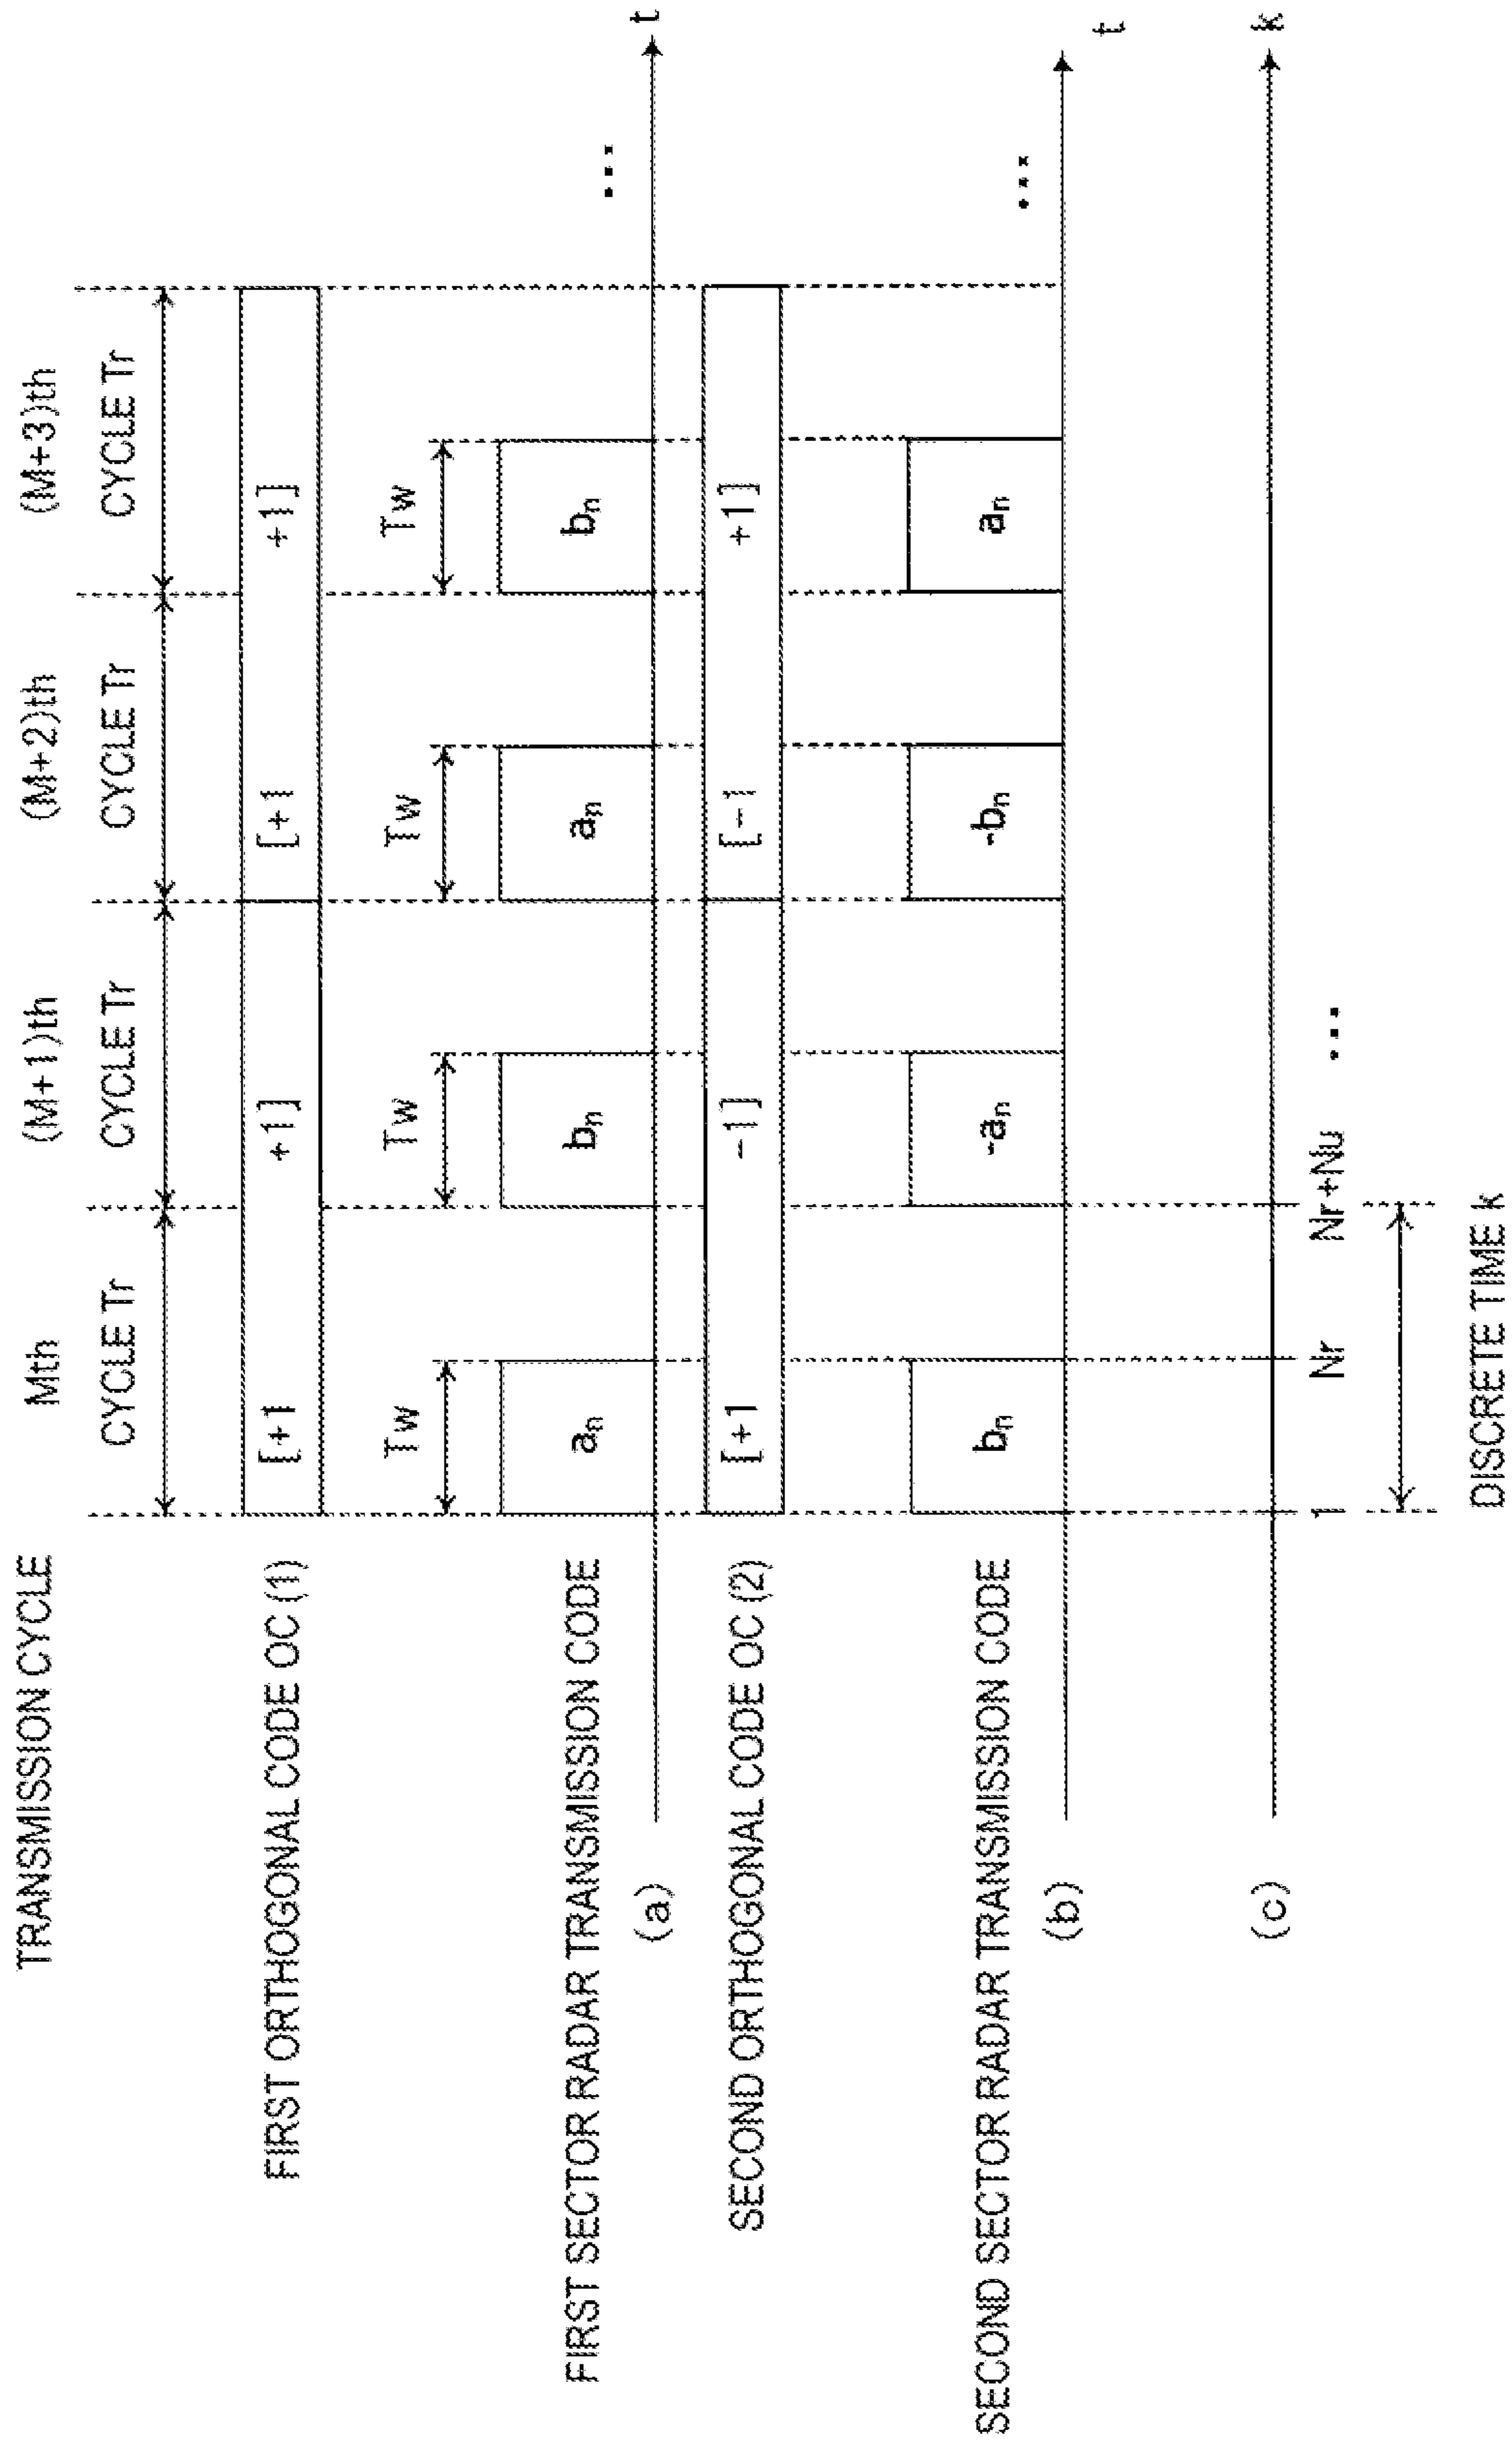 TRANSMISSION CYCLE
Mth (M+1)th (M+2)th (M+3)th
CYCLE Tr CYCLE Tr CYCLE Tr CYCLE Tr
FIRST ORTHOGONAL CODE OC (1) [+1 +1] [+1 +1]
Tw Tw Tw Tw
FIRST SECTOR RADAR TRANSMISSION CODE an bn an bn ...
(a) t
SECOND ORTHOGONAL CODE OC (2) [+1 -1] [-1 +1]
SECOND SECTOR RADAR TRANSMISSION CODE bn -an -bn an ...
(b) t
(c) k
1 Nr Nr+Nu ...
DISCRETE TIME k